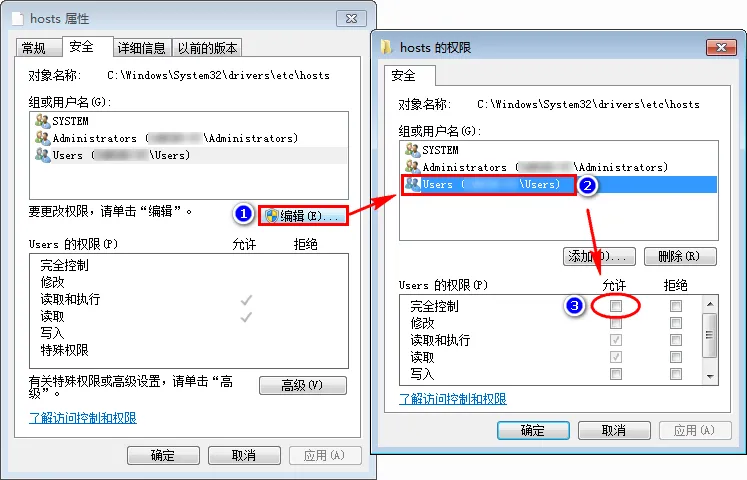 hosts 属性
常规 安全 详细信息 以前的版本
对象名称: C:\Windows\System32\drivers\etc\hosts
组或用户名(G):
SYSTEM
Administrators ( \Administrators)
Users ( \Users)
要更改权限，请单击“编辑”。
1 编辑(E)...
Users 的权限(P) 允许 拒绝
完全控制
修改
读取和执行
读取
写入
特殊权限
有关特殊权限或高级设置，请单击“高
级”。
高级(V)
了解访问控制和权限
确定 取消 应用(A)
hosts 的权限
安全
对象名称: C:\Windows\System32\drivers\etc\hosts
组或用户名(G):
SYSTEM
Administrators ( \Administrators)
Users ( \Users) 2
添加 )... 删除(R)
Users 的权限(P) 允许 拒绝
3 完全控制
修改
读取和执行
读取
写入
了解访问控制和权限
确定 取消 应用(A)